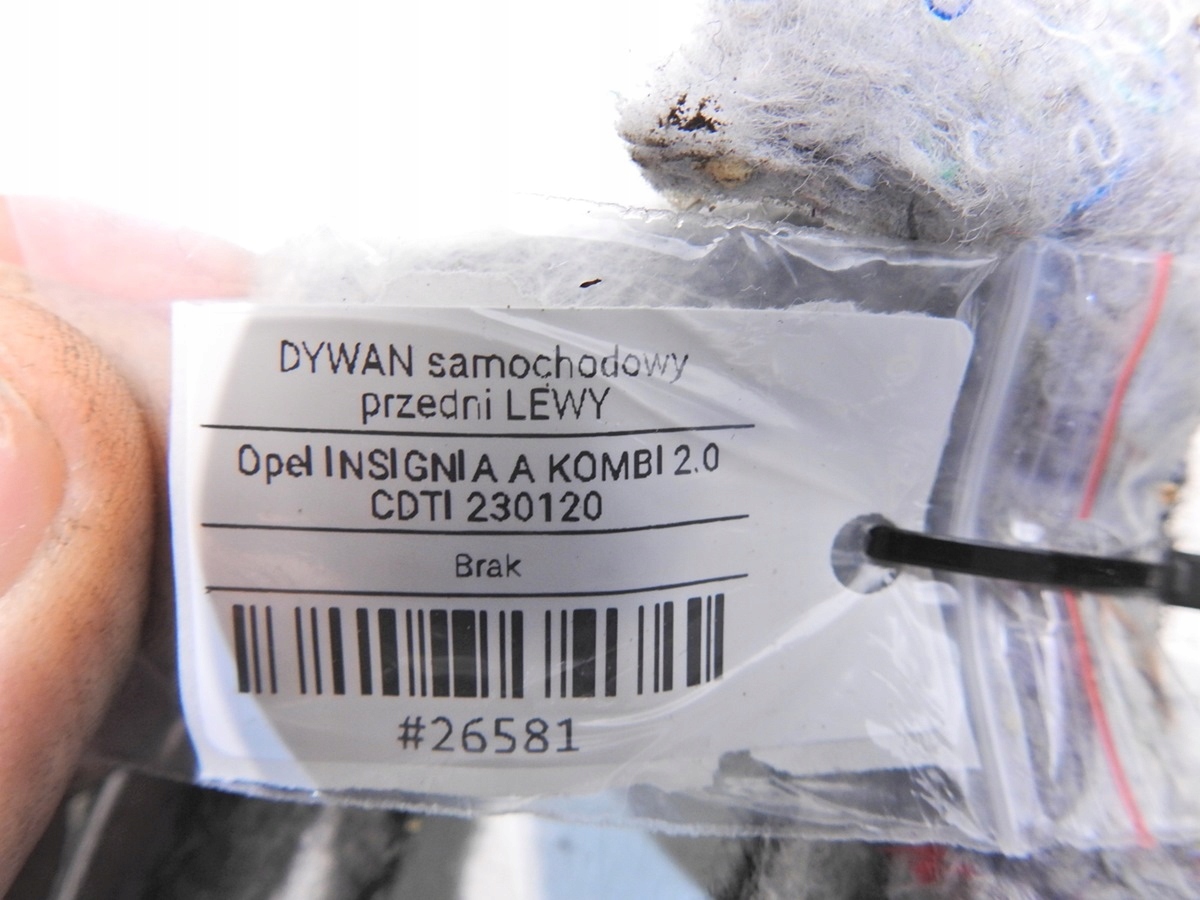 DYWAN samochodowy
przedni LEWY
Opel INSIGNIA A KOMBI 2.0
CDTI 230120
Brak
#26581